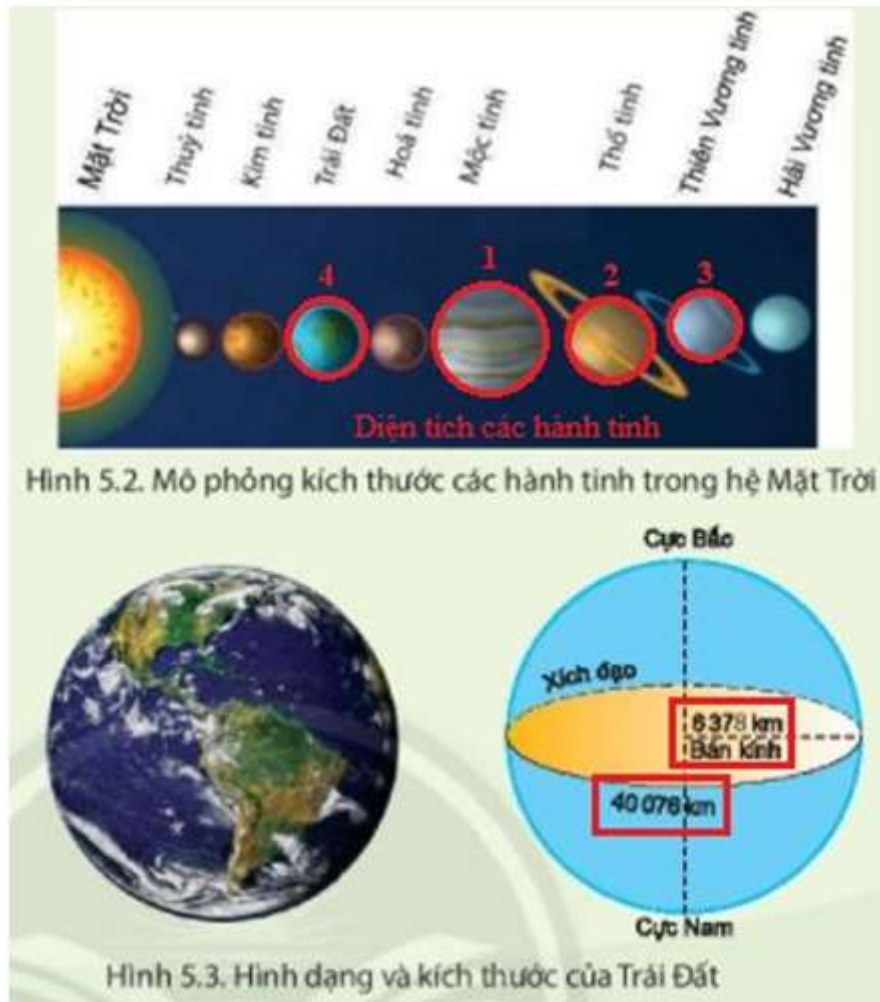 Mặt Trời
Thuỷ tinh
Kim tinh
Trái Đất
Hoả tinh
Mộc tinh
Thổ tinh
Thiên Vương tinh
Hải Vương tinh
4
1
2
3
Diện tích các hành tinh
Hình 5.2. Mô phỏng kích thước các hành tinh trong hệ Mặt Trời
Cực Bắc
Xích đạo
6 378 km
Bán kính
40 076 km
Cực Nam
Hình 5.3. Hình dạng và kích thước của Trái Đất